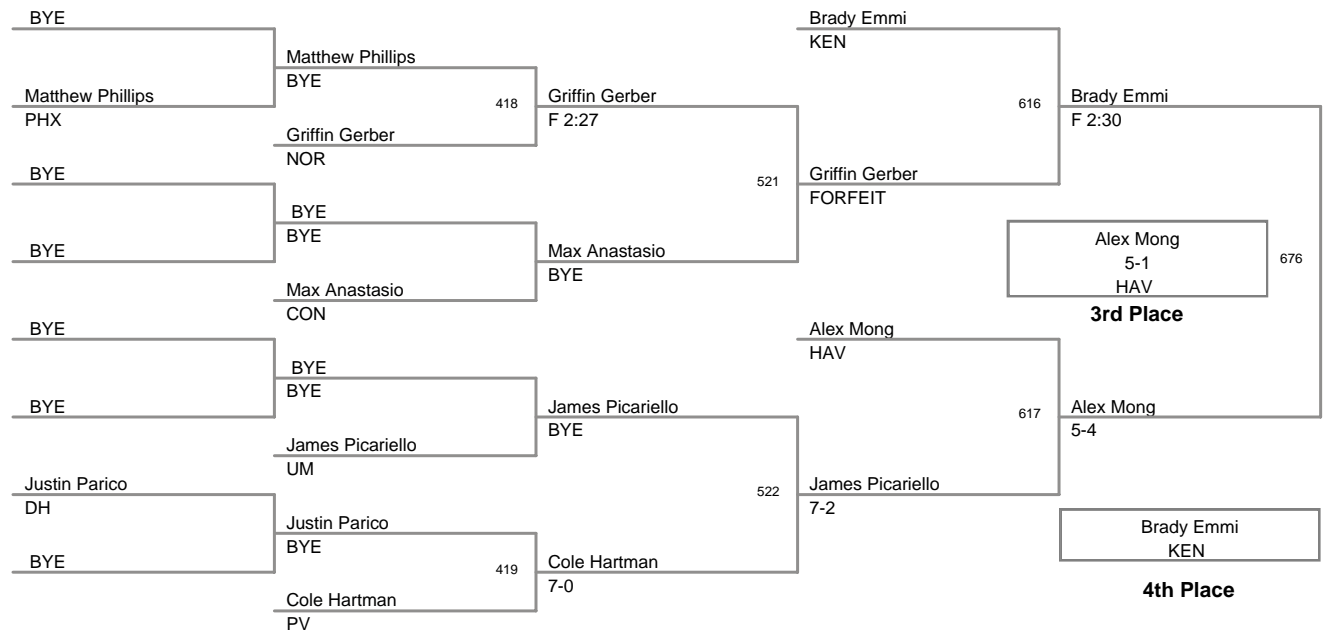 BYE
Brady Emmi
KEN
Matthew Phillips
BYE
Matthew Phillips
PHX
418
Griffin Gerber
F 2:27
616
Brady Emmi
F 2:30
Griffin Gerber
NOR
BYE
521
Griffin Gerber
FORFEIT
BYE
BYE
BYE
Max Anastasio
BYE
Alex Mong
5-1
HAV
676
Max Anastasio
CON
3rd Place
BYE
Alex Mong
HAV
BYE
BYE
BYE
James Picariello
BYE
617
Alex Mong
5-4
James Picariello
UM
Justin Parico
DH
522
James Picariello
7-2
Justin Parico
BYE
Brady Emmi
KEN
BYE
419
Cole Hartman
7-0
4th Place
Cole Hartman
PV